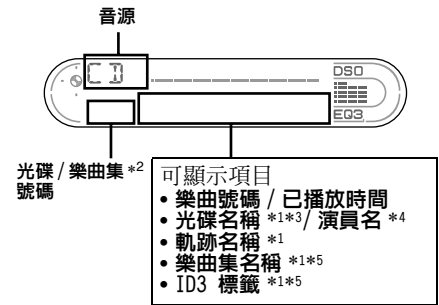 音源
CD
DSO
EQ3
光碟 / 樂曲集 *2
號碼
可顯示項目
• 樂曲號碼 / 已播放時間
• 光碟名稱 *1*3/ 演員名 *4
• 軌跡名稱 *1
• 樂曲集名稱 *1*5
• ID3 標籤 *1*5